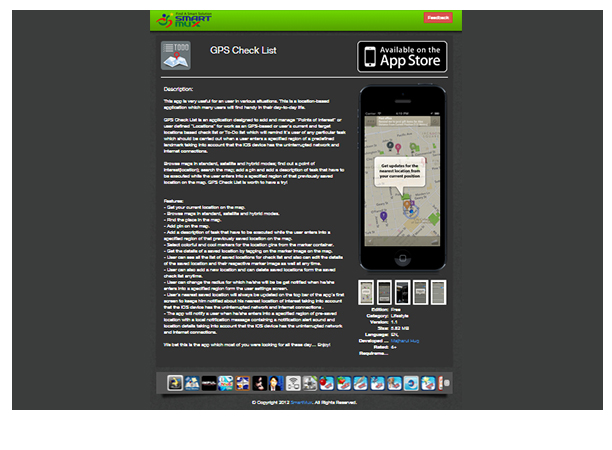 SMART
mux
Feedback
TODO
GPS Check List
Available on the
App Store
Description:
This app is very useful for an user in various situations. This is a location-based
application which many users will find handy in their day-to-day life.
GPS Check List is an application designed to add and manage "Points of Interest" or
user defined "Locations" for work as an GPS-based or user's current and target
locations based check list or To-Do list which will remind it's user of any particular task
which should be carried out when a user enters a specified region of a predefined
landmark taking into account that the iOS device has the uninterrupted network and
internet connections.
Browse maps in standard, satellite and hybrid modes; find out a point of
interest(location); search the map; add a pin and add a description of task that have to
be executed while the user enters into a specified region of that previously saved
location on the map. GPS Check List is worth to have a try!
Features:
- Get your current location on the map.
- Browse maps in standard, satellite and hybrid modes.
- Find the place in the map.
- Add pin on the map.
- Add a description of task that have to be executed while the user enters into a
specified region of that previously saved location on the map.
- Select colorful and cool markers for the location pins from the marker container.
- Get the details of a saved location by tapping on the marker image on the map.
- User can see all the list of saved locations for check list and also can edit the details
of the saved location and their respective marker image as well at any time.
- User can also add a new location and can delete saved locations form the saved
check list anytime.
- User can change the radius for which he/she will be get notified when he/she
enters into a specified region form the user settings screen.
- User's nearest saved location will always be updated on the top bar of the app's first
screen to keeps him notified about his nearest location of interest taking into account
that the iOS device has the uninterrupted network and internet connections .
- The app will notify a user when he/she enters into a specified region of pre-saved
location with a local notification message containing a notification alert sound and
location details taking into account that the iOS device has the uninterrupted network
and internet connections.
We bet this is the app which most of you were looking for all these day.... Enjoy!
Get updates for the
nearest location from
your current position
Edition: Free
Category: Lifestyle
Version: 1.1
Size: 5.82 MB
Language: EN,
Developed ...
Rated: 4+
Requireme...
© Copyright 2012 SmartMux. All Rights Reserved.